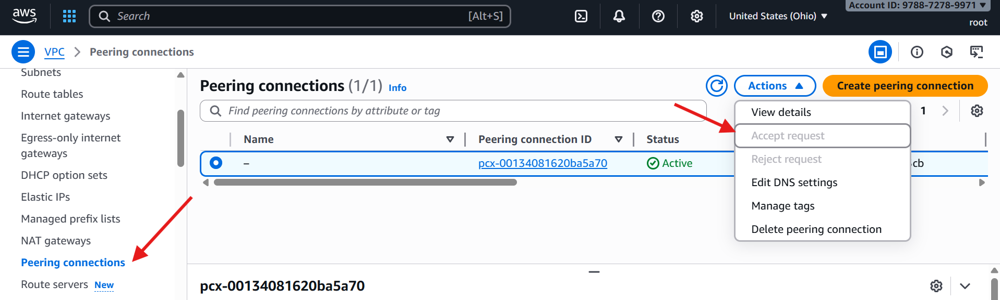 aws
Search [Alt+S]
United States (Ohio)
Account ID: 9788-7278-9971
root
VPC > Peering connections
Subnets
Route tables
Internet gateways
Egress-only internet
gateways
DHCP option sets
Elastic IPs
Managed prefix lists
NAT gateways
Peering connections
Route servers New
Peering connections (1/1) Info
Actions
Create peering connection
Find peering connections by attribute or tag
1
View details
Accept request
Reject request
Edit DNS settings
Manage tags
Delete peering connection
Name Peering connection ID Status
– pcx-00134081620ba5a70 Active cb
pcx-00134081620ba5a70